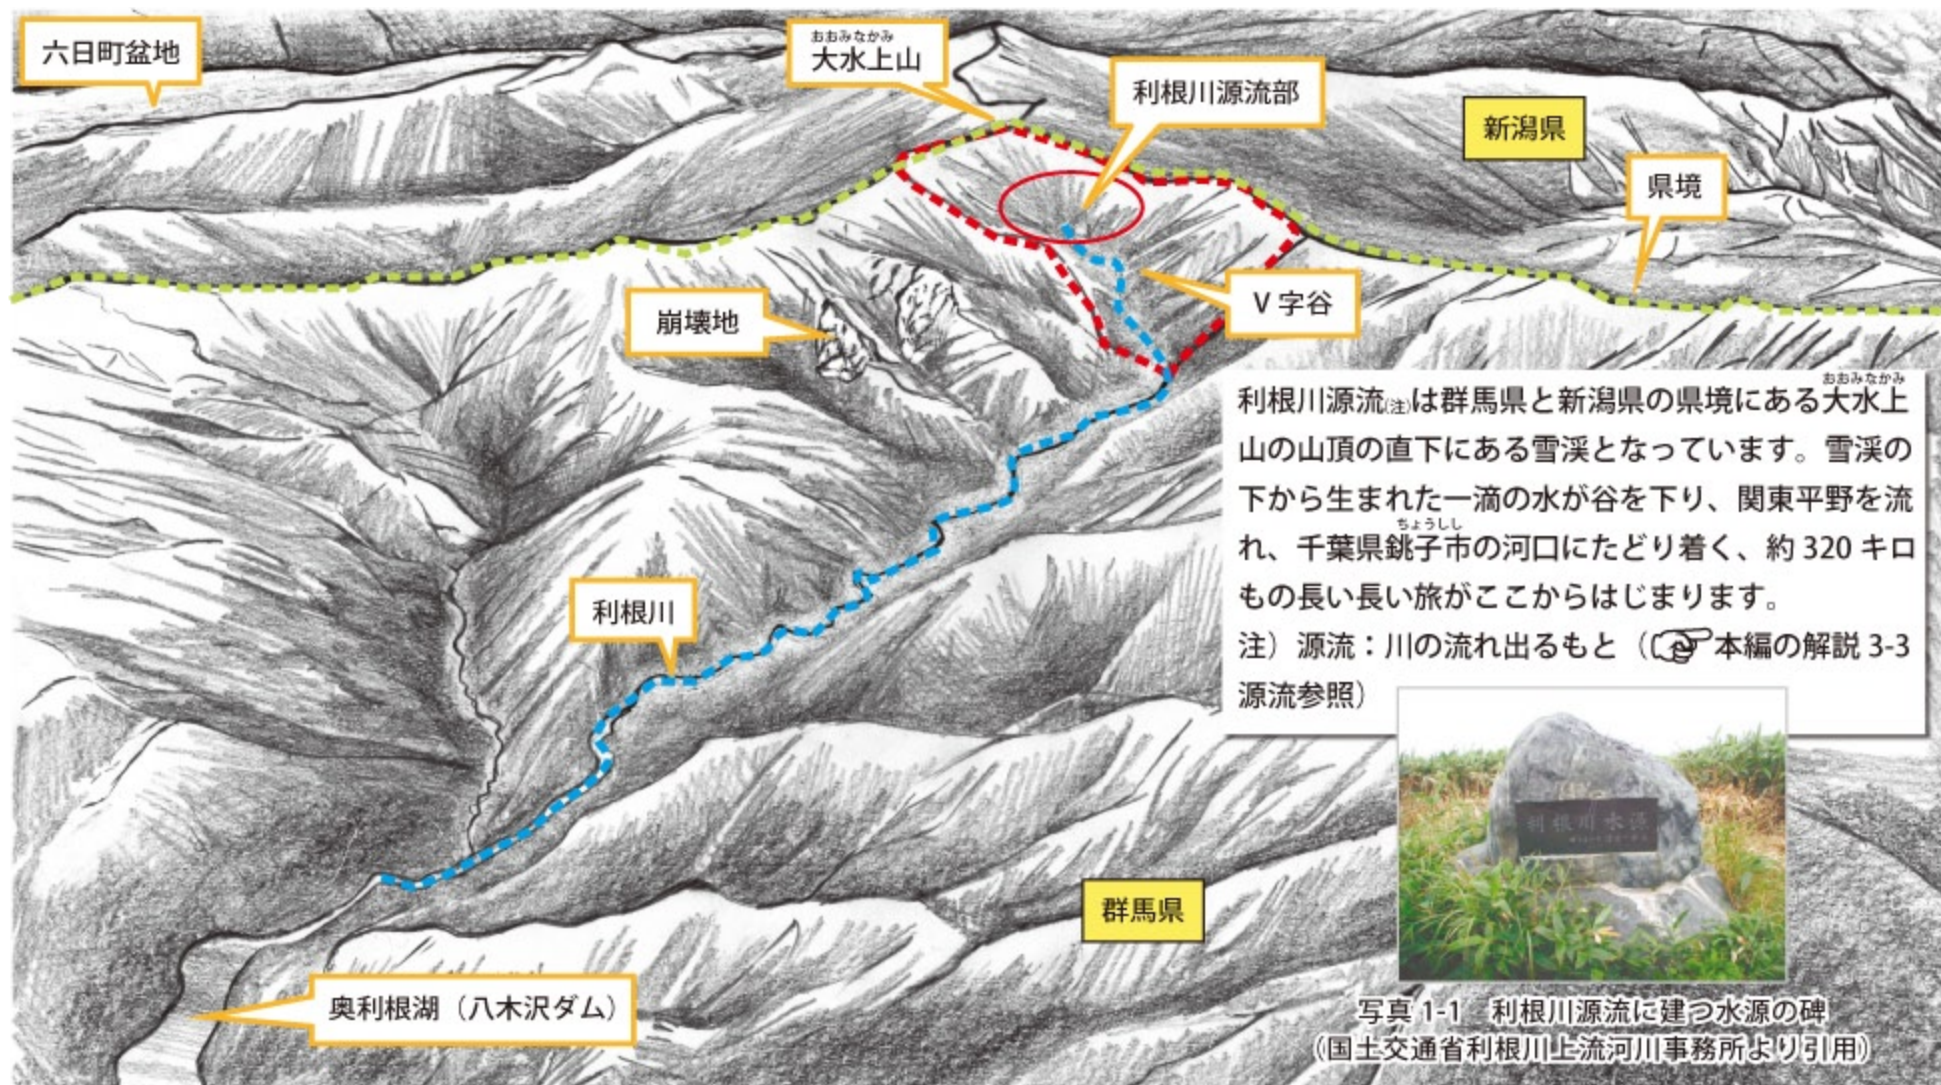 六日町盆地
おおみなかみ
大水上山
利根川源流部
新潟県
県境
V字谷
崩壊地
利根川
奥利根湖（八木沢ダム）
群馬県
おおみなかみ
利根川源流(注)は群馬県と新潟県の県境にある大水上
山の山頂の直下にある雪渓となっています。雪渓の
下から生まれた一滴の水が谷を下り、関東平野を流
ちょうしし
れ、千葉県銚子市の河口にたどり着く、約 320 キロ
もの長い長い旅がここからはじまります。
注）源流：川の流れ出るもと（☞本編の解説 3-3
源流参照）
利根川水源
写真 1-1　利根川源流に建つ水源の碑
（国土交通省利根川上流河川事務所より引用）